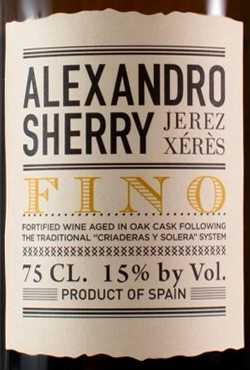 ALEXANDRO
SHERRY JEREZ
XÉRÈS
FINO
FORTIFIED WINE AGED IN OAK CASK FOLLOWING
THE TRADITIONAL "CRIADERAS Y SOLERA" SYSTEM
75 CL. 15% by Vol.
PRODUCT OF SPAIN